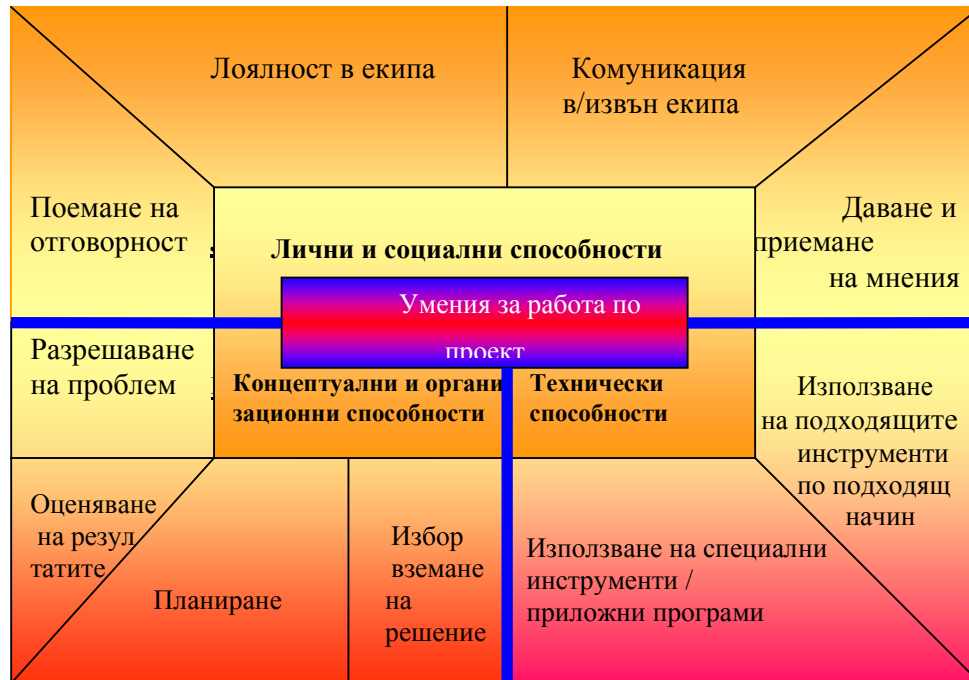 Лоялност в екипа
Комуникация
в/извън екипа
Поемане на
отговорност
Даване и
приемане
на мнения
Лични и социални способности
Умения за работа по
проект
Разрешаване
на проблем
Концептуални и органи
зационни способности
Технически
способности
Използване
на подходящите
инструменти
по подходящ
начин
Оценяване
на резул
татите
Планиране
Избор
вземане
на
решение
Използване на специални
инструменти /
приложни програми